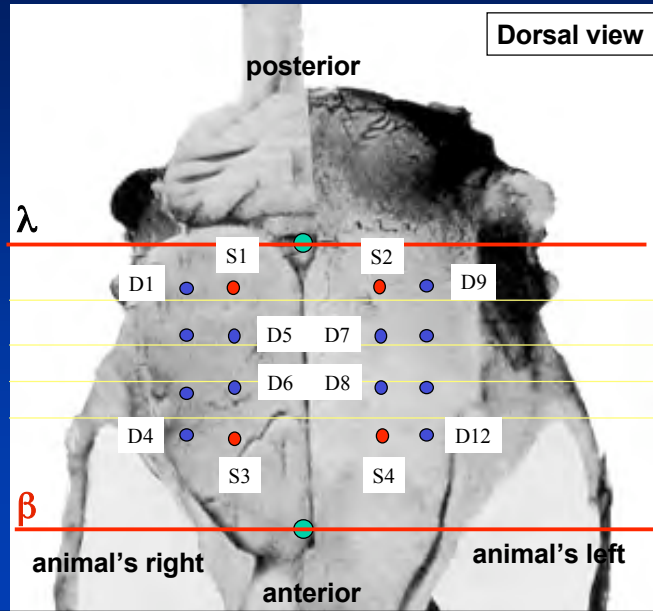 Dorsal view
posterior
λ
S1 S2
D1 D9
D5 D7
D6 D8
D4 D12
S3 S4
β
animal's right animal's left
anterior